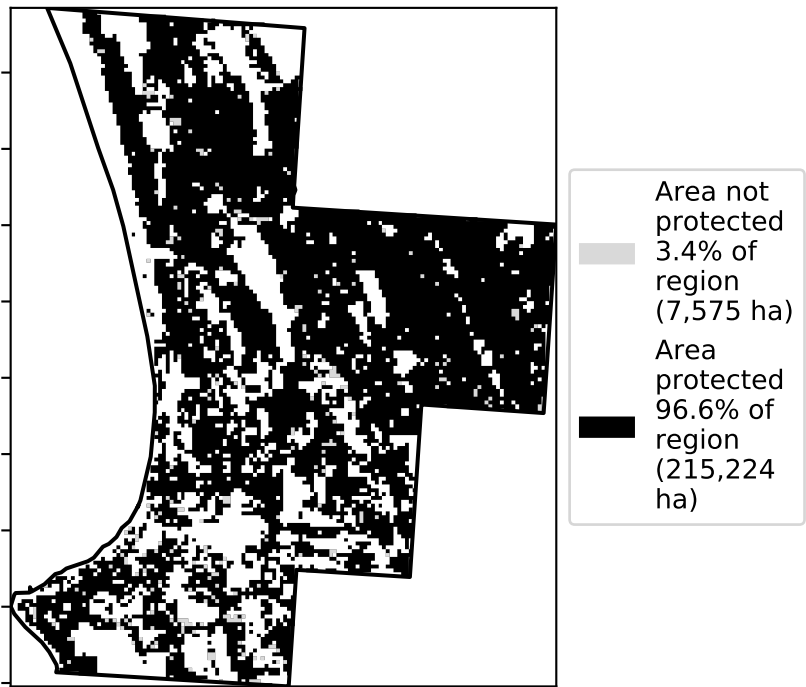 Area not
protected
3.4% of
region
(7,575 ha)
Area
protected
96.6% of
region
(215,224
ha)